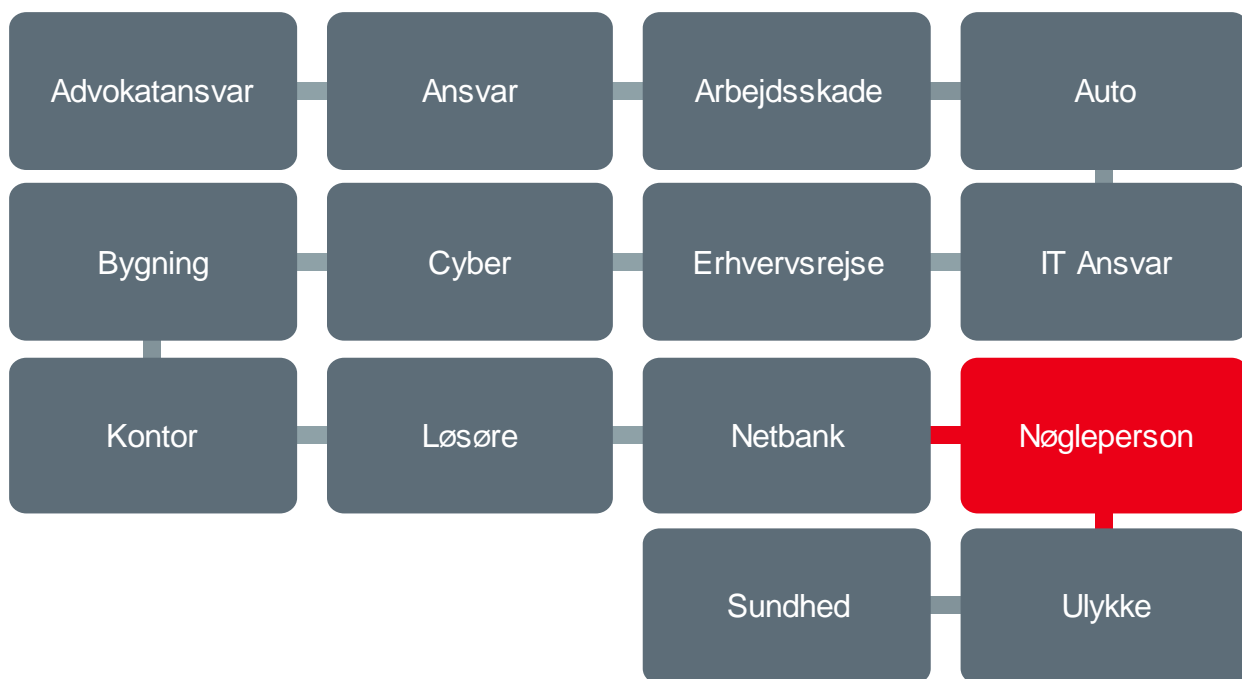 Advokatansvar
Ansvar
Arbejdsskade
Auto
Bygning
Cyber
Erhvervsrejse
IT Ansvar
Kontor
Løsøre
Netbank
Nøgleperson
Sundhed
Ulykke